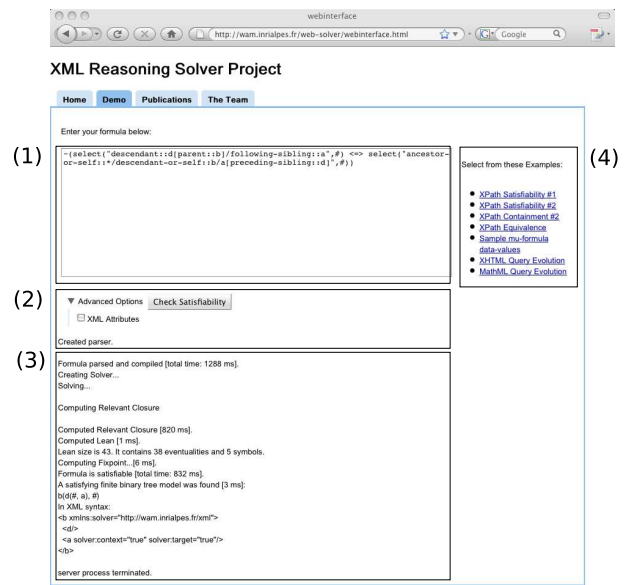 webinterface
http://wam.inrialpes.fr/web-solver/webinterface.html
Google
XML Reasoning Solver Project
Home Demo Publications The Team
Enter your formula below:
(1)
~(select("descendant::d[parent::b]/following-sibling::a",#) <=> select("ancestor-
or-self::*/descendant-or-self::b/a[preceding-sibling::d]",#))
(4)
Select from these Examples:
XPath Satisfiability #1
XPath Satisfiability #2
XPath Containment #2
XPath Equivalence
Sample mu-formula
data-values
XHTML Query Evolution
MathML Query Evolution
(2)
▼ Advanced Options Check Satisfiability
XML Attributes
Created parser.
(3)
Formula parsed and compiled [total time: 1288 ms].
Creating Solver...
Solving...
Computing Relevant Closure
Computed Relevant Closure [820 ms].
Computed Lean [1 ms].
Lean size is 43. It contains 38 eventualities and 5 symbols.
Computing Fixpoint...[6 ms].
Formula is satisfiable [total time: 832 ms].
A satisfying finite binary tree model was found [3 ms]:
b(d(#, a), #)
In XML syntax:
<b xmlns:solver="http://wam.inrialpes.fr/xml">
<d/>
<a solver:context="true" solver:target="true"/>
</b>
server process terminated.